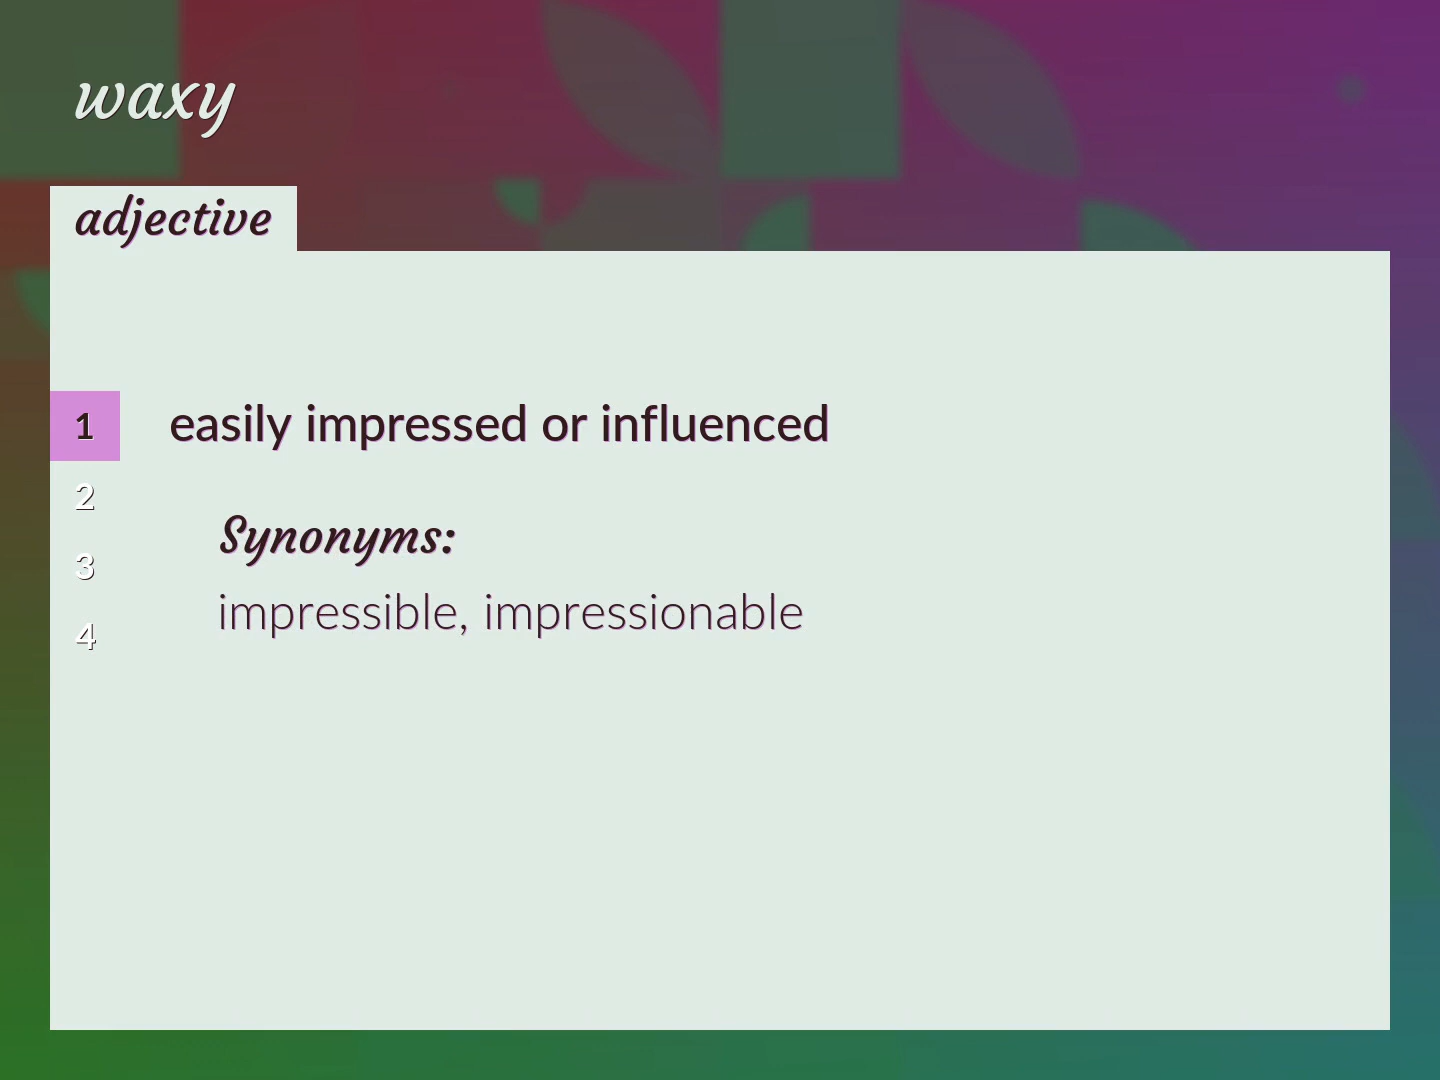 waxy
adjective
1
easily impressed or influenced
2
3
4
Synonyms:
impressible, impressionable